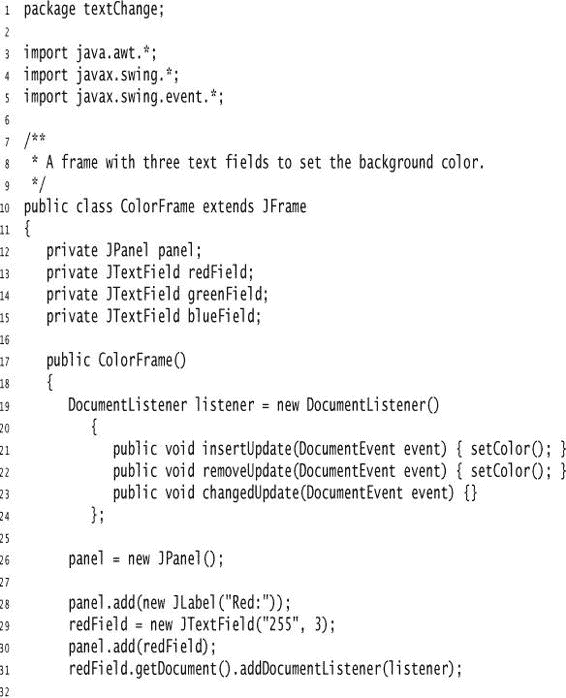 1 package textChange;
2
3 import java.awt.*;
4 import javax.swing.*;
5 import javax.swing.event.*;
6
7 /**
8  * A frame with three text fields to set the background color.
9  */
10 public class ColorFrame extends JFrame
11 {
12    private JPanel panel;
13    private JTextField redField;
14    private JTextField greenField;
15    private JTextField blueField;
16
17    public ColorFrame()
18    {
19       DocumentListener listener = new DocumentListener()
20          {
21             public void insertUpdate(DocumentEvent event) { setColor(); }
22             public void removeUpdate(DocumentEvent event) { setColor(); }
23             public void changedUpdate(DocumentEvent event) {}
24          };
25
26       panel = new JPanel();
27
28       panel.add(new JLabel("Red:"));
29       redField = new JTextField("255", 3);
30       panel.add(redField);
31       redField.getDocument().addDocumentListener(listener);
32